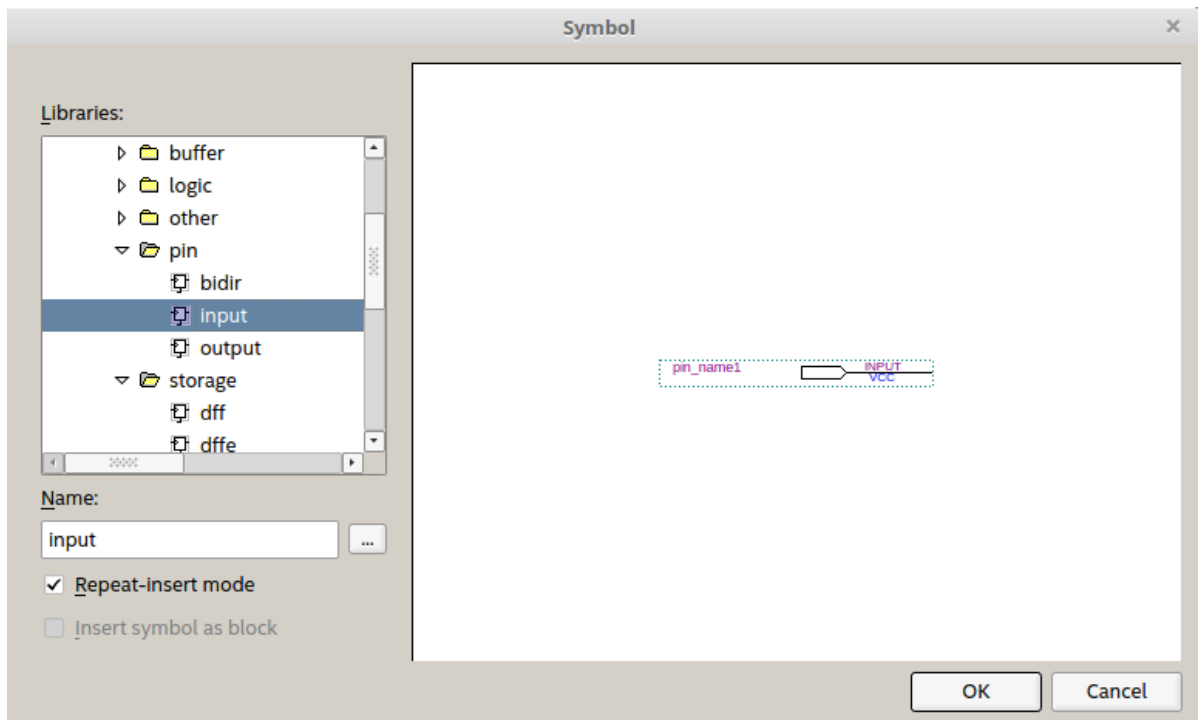 Symbol
Libraries:
buffer
logic
other
pin
bidir
input
output
storage
dff
dffe
Name:
input
...
Repeat-insert mode
Insert symbol as block
pin_name1
INPUT
VCC
OK
Cancel